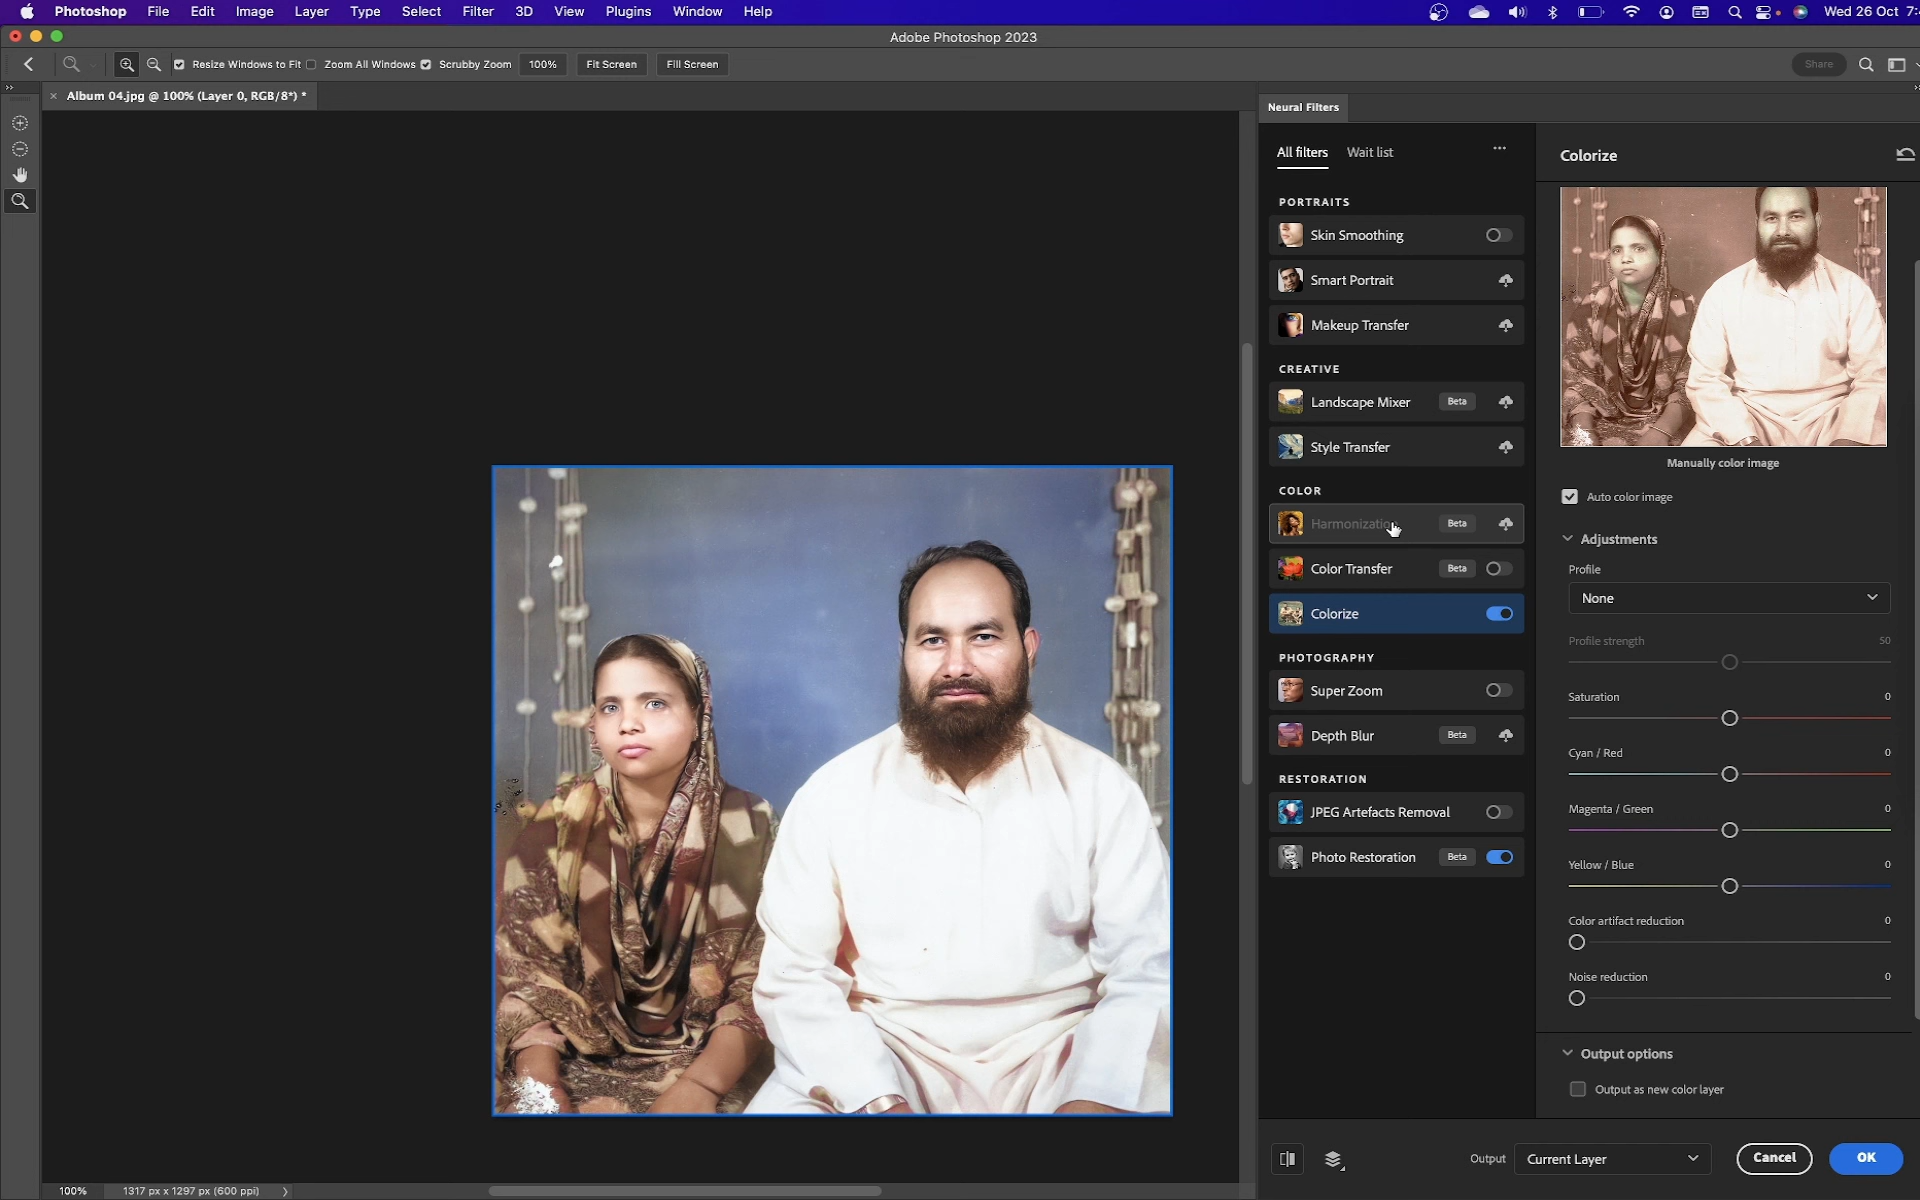 Photoshop File Edit Image Layer Type Select Filter 3D View Plugins Window Help Wed 26 Oct 7:
Adobe Photoshop 2023
Resize Windows to Fit Zoom All Windows Scrubby Zoom 100% Fit Screen Fill Screen Share
Album 04.jpg @ 100% (Layer 0, RGB/8*) *
Neural Filters
All filters Wait list
Colorize
PORTRAITS
Skin Smoothing
Smart Portrait
Makeup Transfer
CREATIVE
Landscape Mixer Beta
Style Transfer
COLOR
Harmonization Beta
Color Transfer Beta
Colorize
PHOTOGRAPHY
Super Zoom
Depth Blur Beta
RESTORATION
JPEG Artefacts Removal
Photo Restoration Beta
Manually color image
Auto color image
Adjustments
Profile
None
Profile strength 50
Saturation 0
Cyan / Red 0
Magenta / Green 0
Yellow / Blue 0
Color artifact reduction 0
Noise reduction 0
Output options
Output as new color layer
Output Current Layer Cancel OK
100% 1317 px x 1297 px (600 ppi)